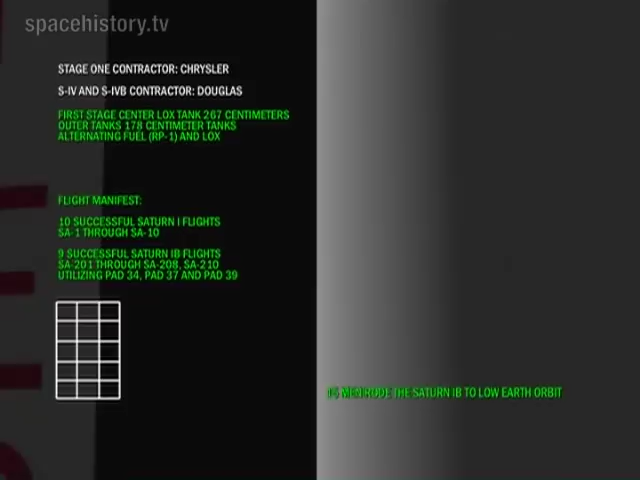 spacehistory.tv
STAGE ONE CONTRACTOR: CHRYSLER
S-IV AND S-IVB CONTRACTOR: DOUGLAS
FIRST STAGE CENTER LOX TANK 267 CENTIMETERS
OUTER TANKS 178 CENTIMETER TANKS
ALTERNATING FUEL (RP-1) AND LOX
FLIGHT MANIFEST:
10 SUCCESSFUL SATURN I FLIGHTS
SA-1 THROUGH SA-10
9 SUCCESSFUL SATURN IB FLIGHTS
SA-201 THROUGH SA-208, SA-210
UTILIZING PAD 34, PAD 37 AND PAD 39
MEN RODE THE SATURN IB TO LOW EARTH ORBIT